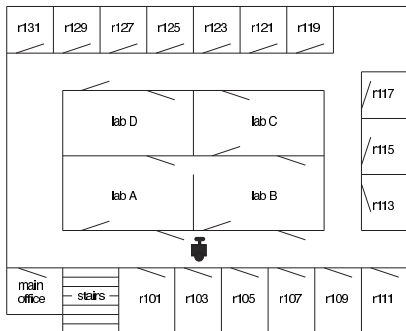 r131 r129 r127 r125 r123 r121 r119
r117
lab D lab C
r115
lab A lab B
r113
main
office
stairs r101 r103 r105 r107 r109 r111